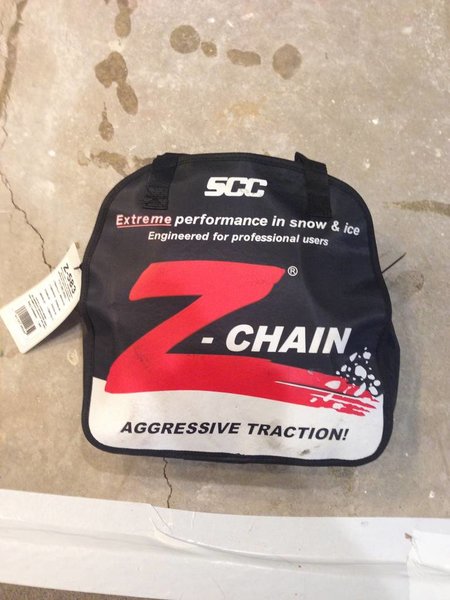 SCC
Extreme performance in snow & ice
Engineered for professional users
Z®
- CHAIN
AGGRESSIVE TRACTION!